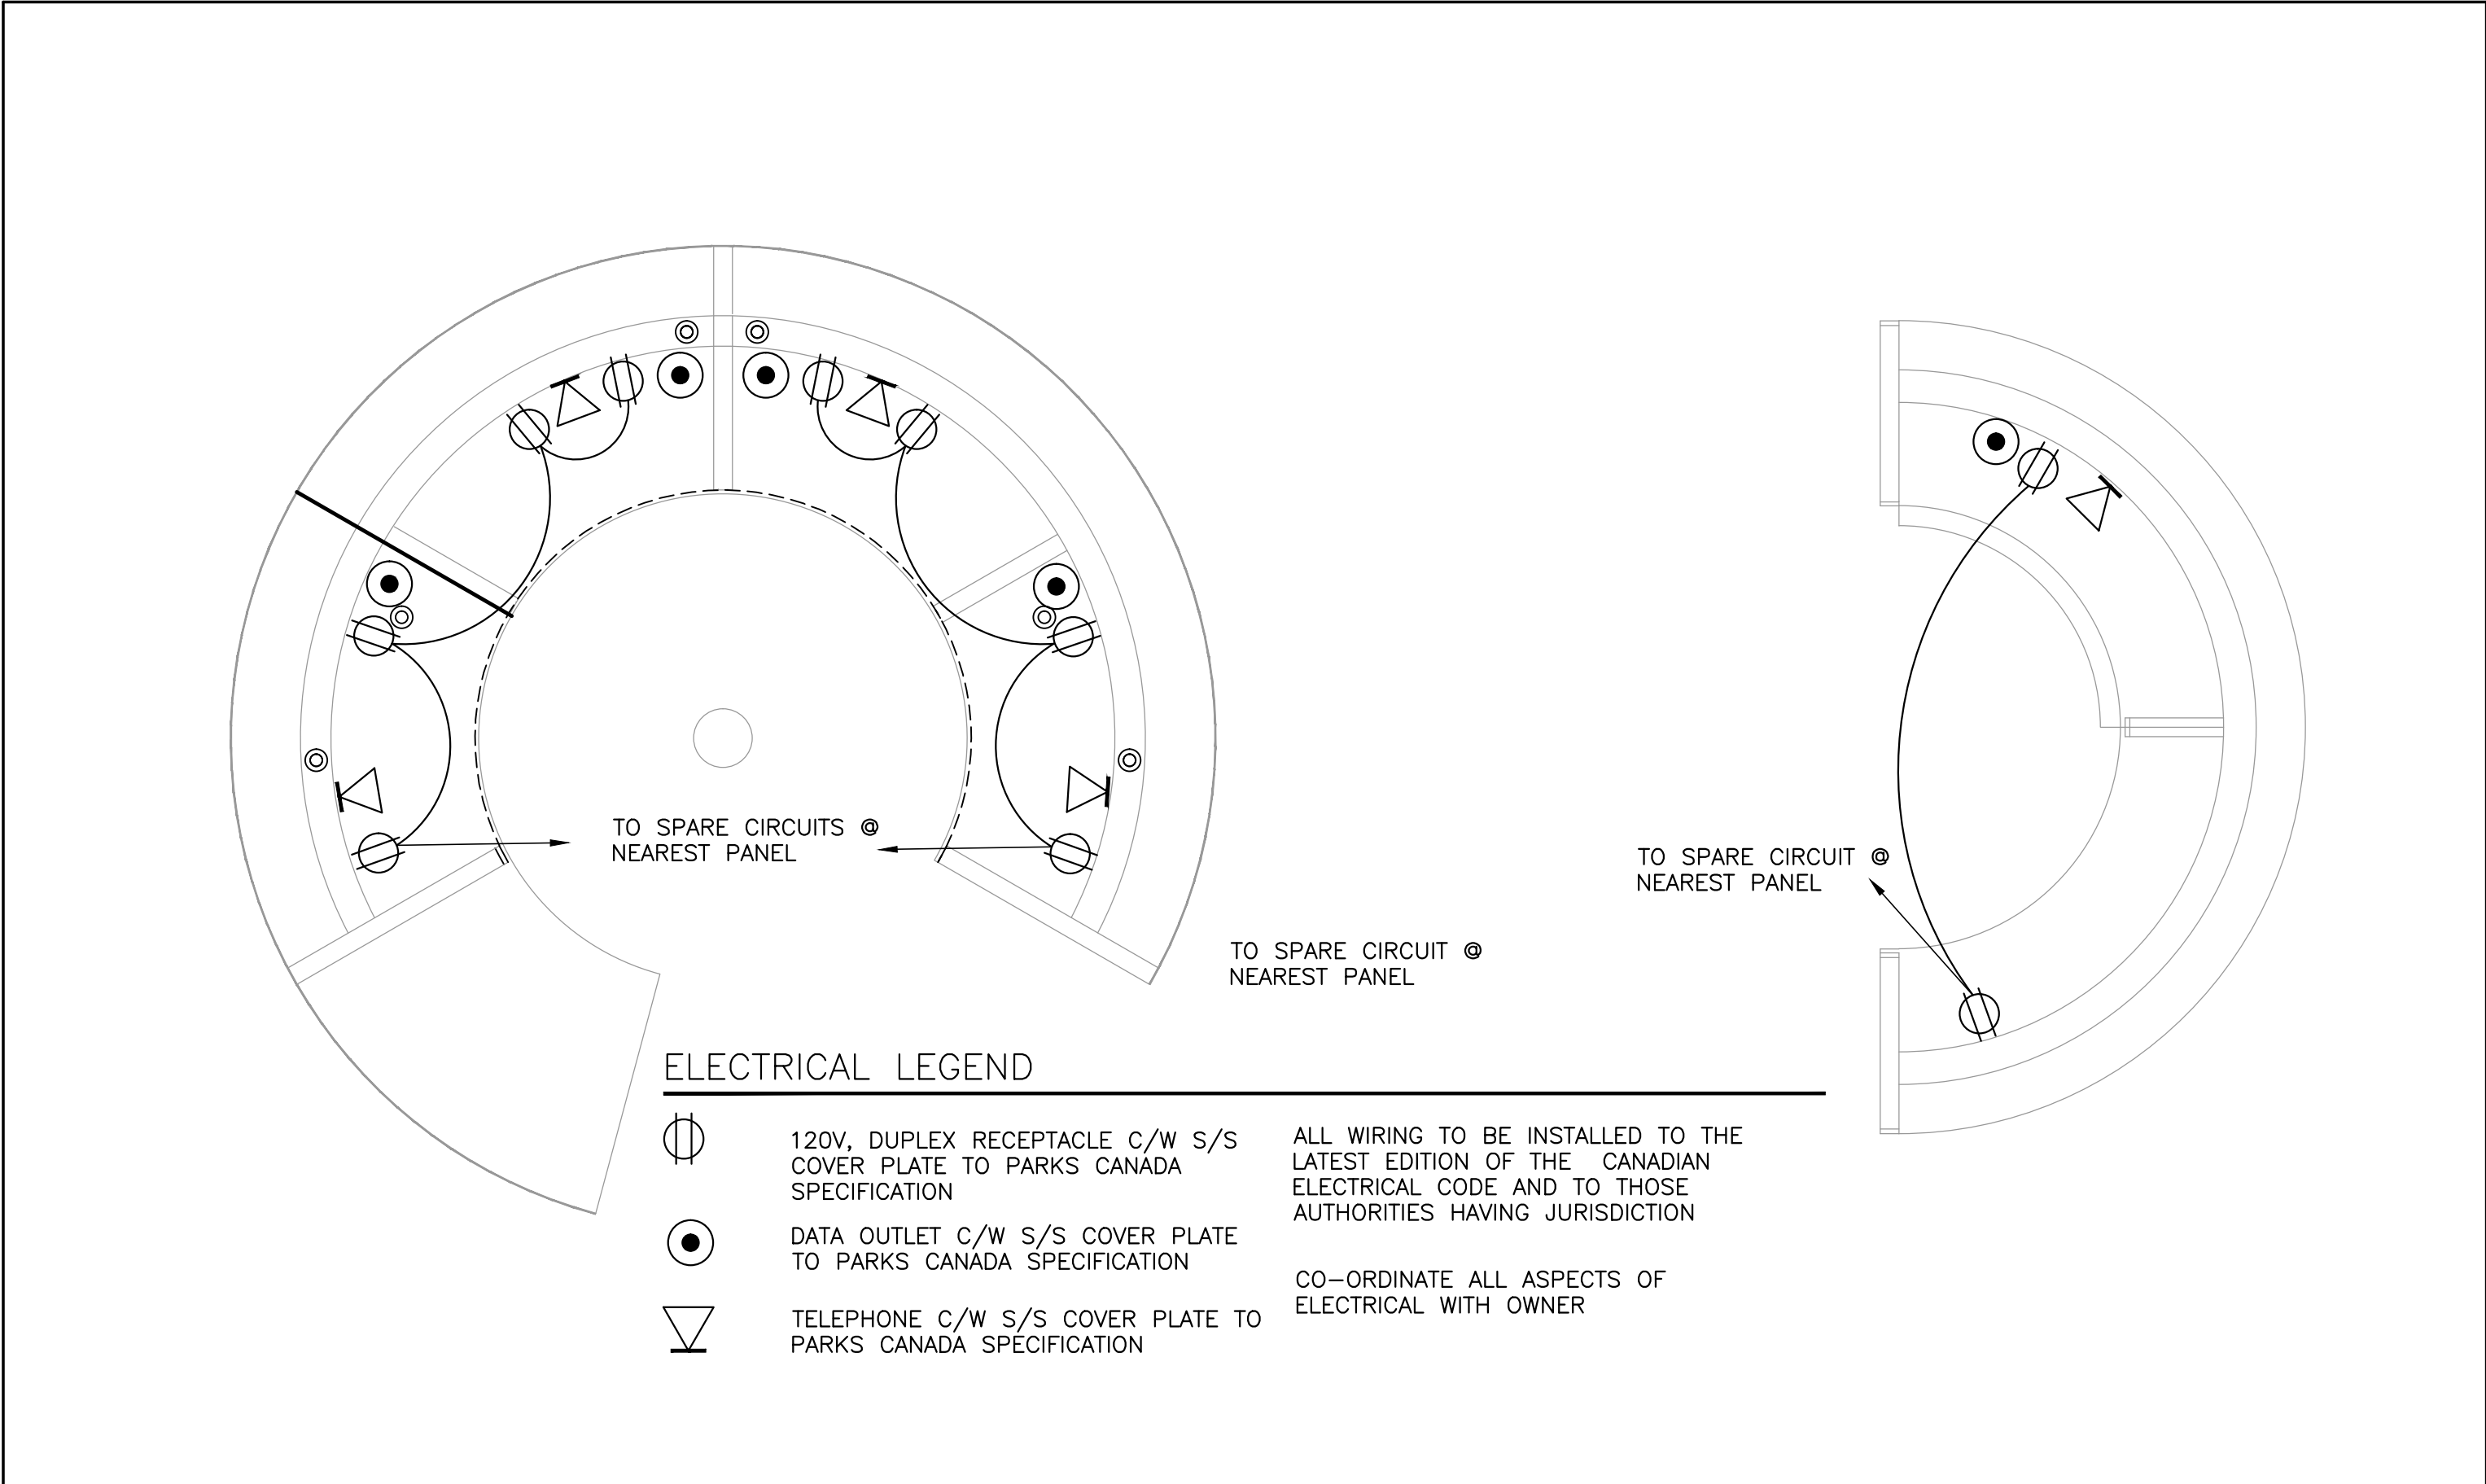 TO SPARE CIRCUITS @
NEAREST PANEL
TO SPARE CIRCUIT @
NEAREST PANEL
TO SPARE CIRCUIT @
NEAREST PANEL
ELECTRICAL LEGEND
120V, DUPLEX RECEPTACLE C/W S/S
COVER PLATE TO PARKS CANADA
SPECIFICATION
DATA OUTLET C/W S/S COVER PLATE
TO PARKS CANADA SPECIFICATION
TELEPHONE C/W S/S COVER PLATE TO
PARKS CANADA SPECIFICATION
ALL WIRING TO BE INSTALLED TO THE
LATEST EDITION OF THE CANADIAN
ELECTRICAL CODE AND TO THOSE
AUTHORITIES HAVING JURISDICTION
CO-ORDINATE ALL ASPECTS OF
ELECTRICAL WITH OWNER